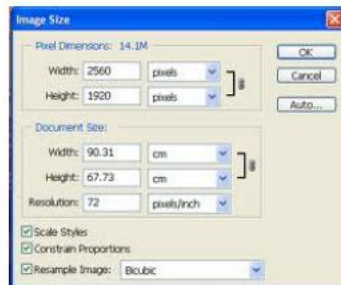 Image Size
Pixel Dimensions: 14.1M
Width: 2560 pixels
Height: 1920 pixels
Document Size:
Width: 90.31 cm
Height: 67.73 cm
Resolution: 72 pixels/inch
Scale Styles
Constrain Proportions
Resample Image: Bicubic
OK
Cancel
Auto...